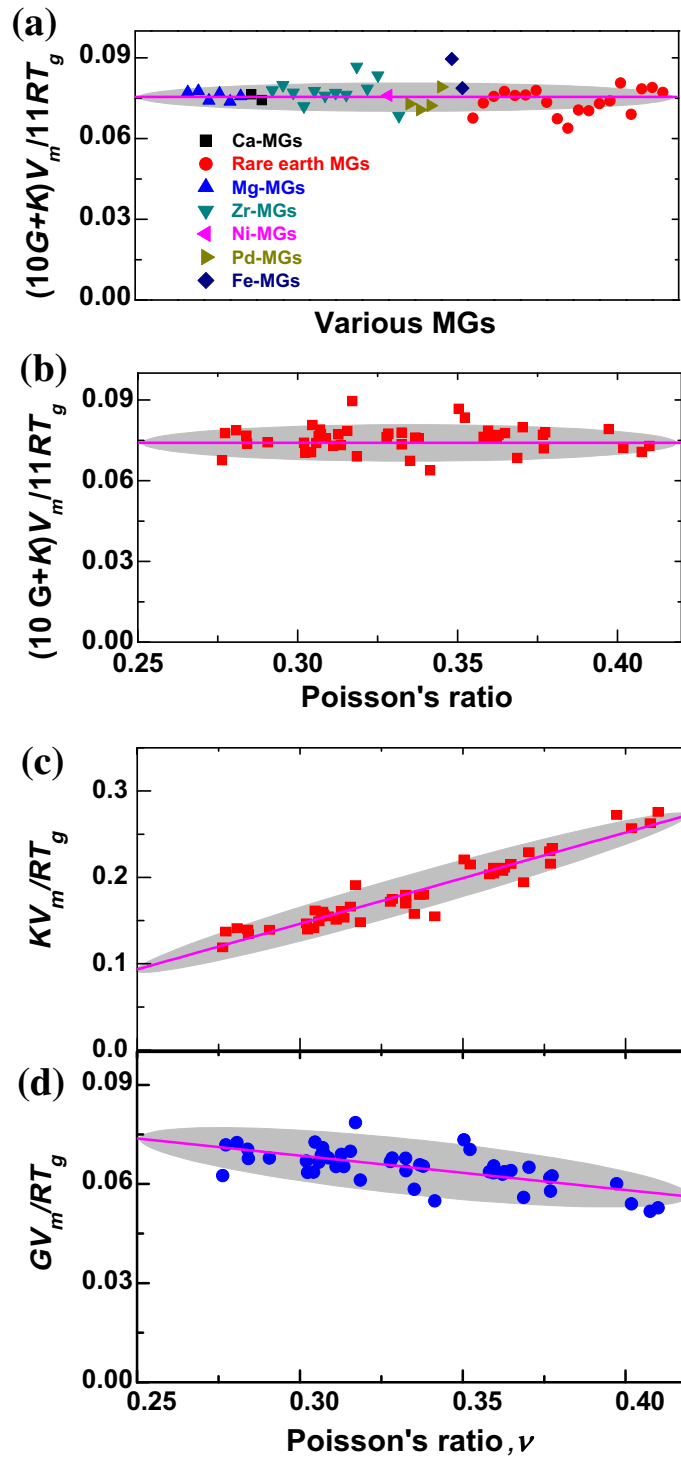 (a)
(10G+K)V_m/11RT_g
0.09
0.06
0.03
0.00
Ca-MGs
Rare earth MGs
Mg-MGs
Zr-MGs
Ni-MGs
Pd-MGs
Fe-MGs
Various MGs
(b)
(10 G+K)V_m/11RT_g
0.09
0.06
0.03
0.00
0.25 0.30 0.35 0.40
Poisson's ratio
(c)
KV_m/RT_g
0.3
0.2
0.1
0.0
(d)
GV_m/RT_g
0.09
0.06
0.03
0.00
0.25 0.30 0.35 0.40
Poisson's ratio, ν